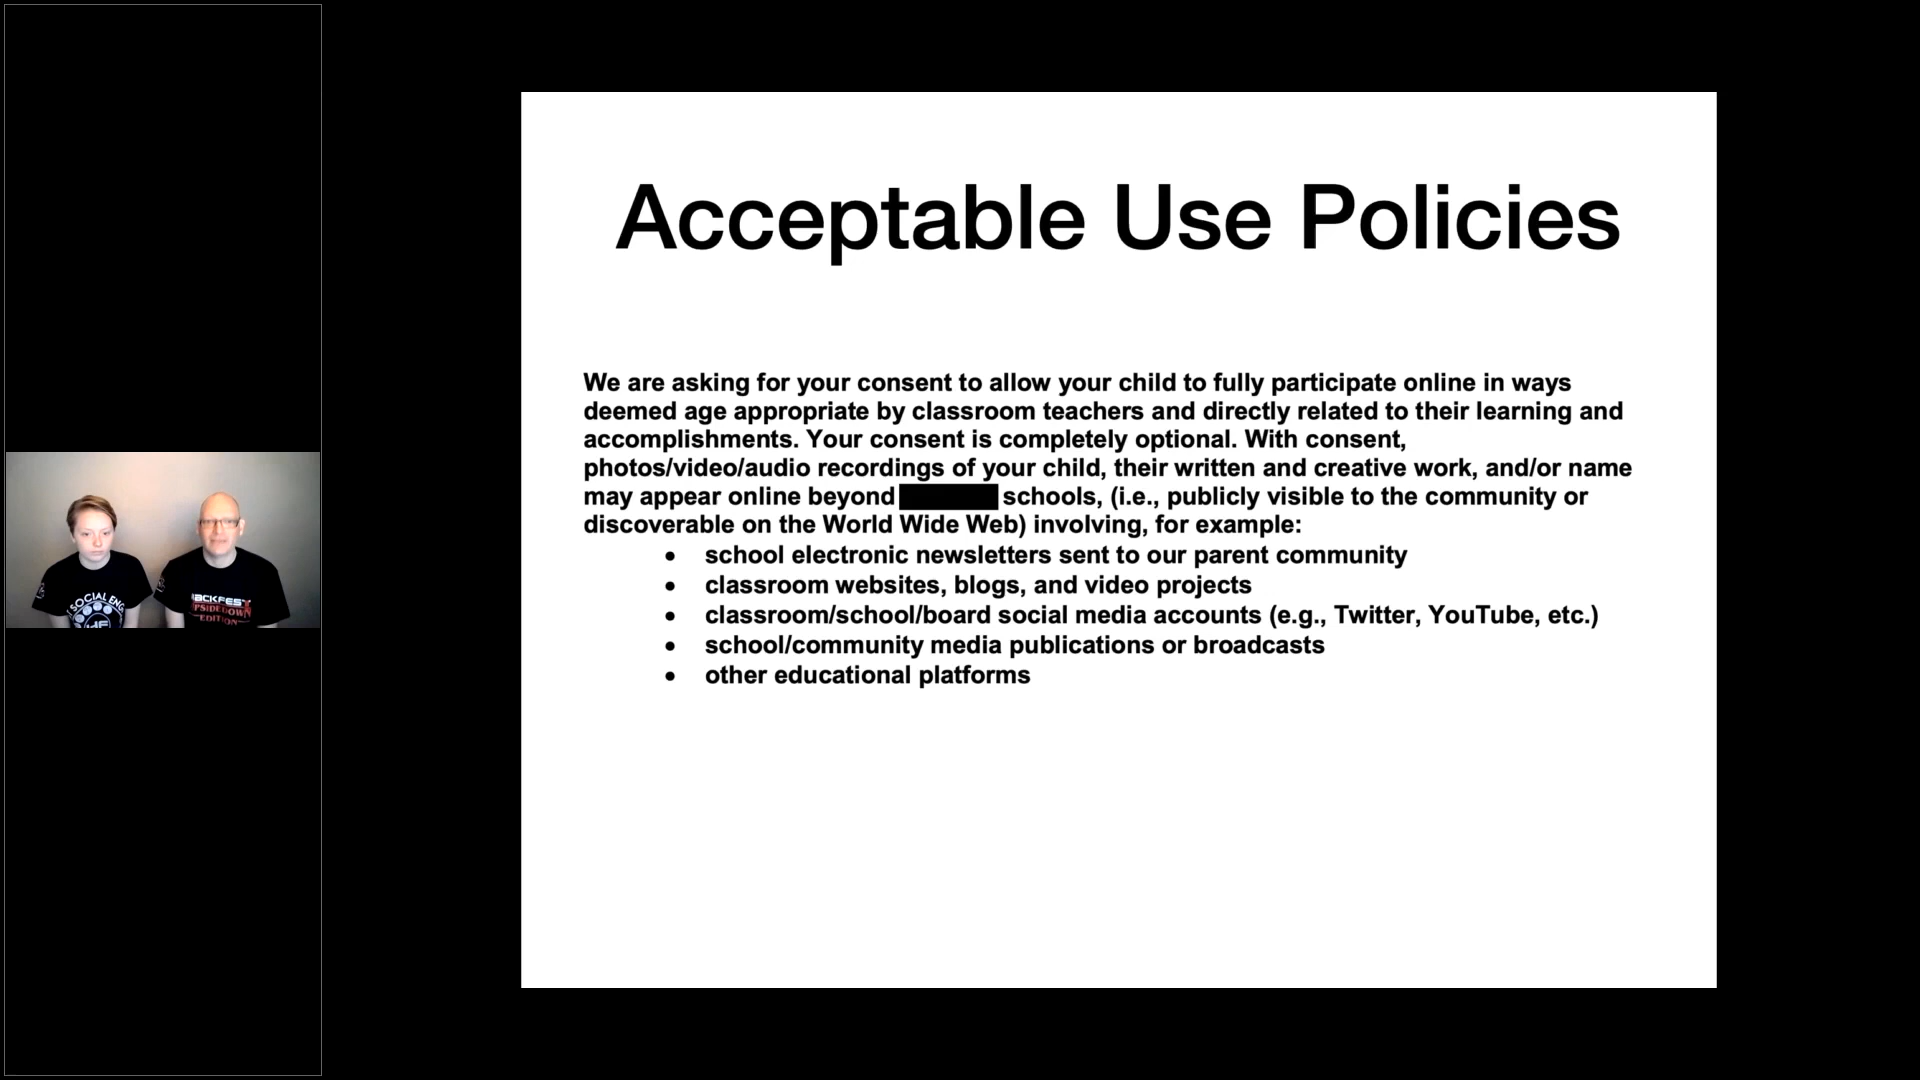 Acceptable Use Policies
We are asking for your consent to allow your child to fully participate online in ways
deemed age appropriate by classroom teachers and directly related to their learning and
accomplishments. Your consent is completely optional. With consent,
photos/video/audio recordings of your child, their written and creative work, and/or name
may appear online beyond schools, (i.e., publicly visible to the community or
discoverable on the World Wide Web) involving, for example:
• school electronic newsletters sent to our parent community
• classroom websites, blogs, and video projects
• classroom/school/board social media accounts (e.g., Twitter, YouTube, etc.)
• school/community media publications or broadcasts
• other educational platforms
SOCIAL ENG
HACKFEST
UPSIDEDOWN
EDITION